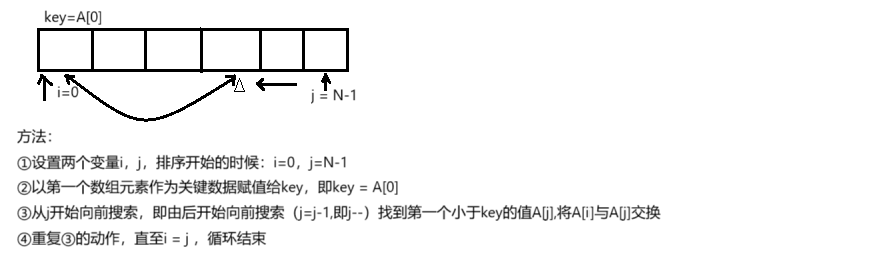 key=A[0]
i=0
j = N-1
方法：
①设置两个变量i，j，排序开始的时候：i=0，j=N-1
②以第一个数组元素作为关键数据赋值给key，即key = A[0]
③从j开始向前搜索，即由后开始向前搜索（j=j-1,即j--）找到第一个小于key的值A[j],将A[i]与A[j]交换
④重复③的动作，直至i = j ，循环结束